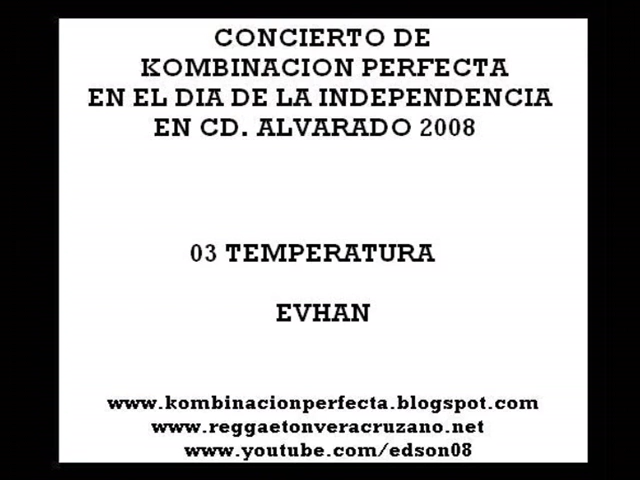 CONCIERTO DE
KOMBINACION PERFECTA
EN EL DIA DE LA INDEPENDENCIA
EN CD. ALVARADO 2008
03 TEMPERATURA
EVHAN
www.kombinacionperfecta.blogspot.com
www.reggaetonveracruzano.net
www.youtube.com/edson08